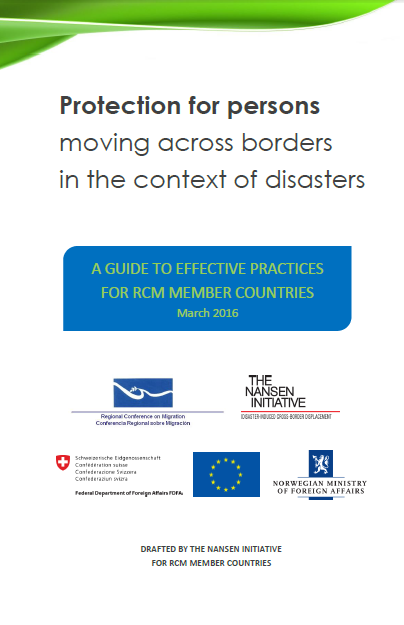 Protection for persons
moving across borders
in the context of disasters
A GUIDE TO EFFECTIVE PRACTICES
FOR RCM MEMBER COUNTRIES
March 2016
Regional Conference on Migration
Conferencia Regional sobre Migración
THE
NANSEN
INITIATIVE
DISASTER-INDUCED CROSS-BORDER DISPLACEMENT
Schweizerische Eidgenossenschaft
Confédération suisse
Confederazione Svizzera
Confederaziun svizra
Federal Department of Foreign Affairs FDFA
NORWEGIAN MINISTRY
OF FOREIGN AFFAIRS
DRAFTED BY THE NANSEN INITIATIVE
FOR RCM MEMBER COUNTRIES